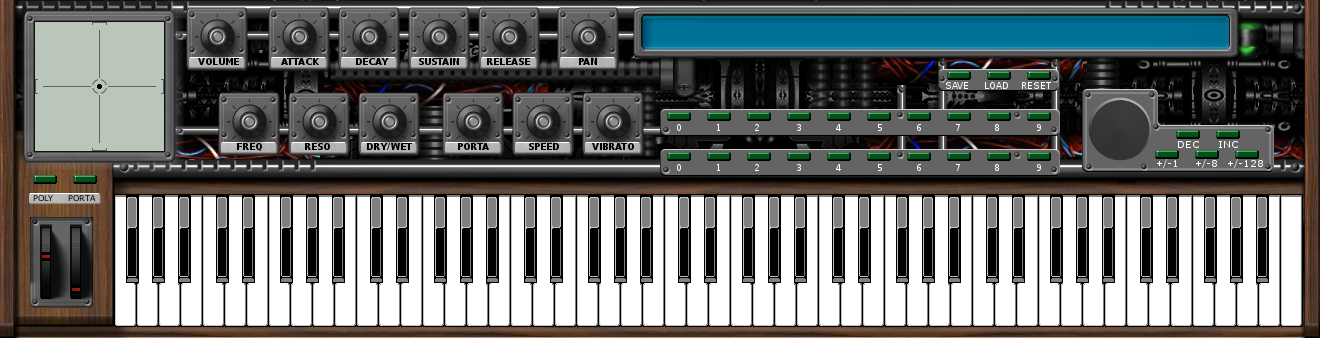 VOLUME ATTACK DECAY SUSTAIN RELEASE PAN
SAVE LOAD RESET
FREQ RESO DRY/WET PORTA SPEED VIBRATO
0 1 2 3 4 5 6 7 8 9
DEC INC
+/-1 +/-8 +/-128
0 1 2 3 4 5 6 7 8 9
POLY PORTA